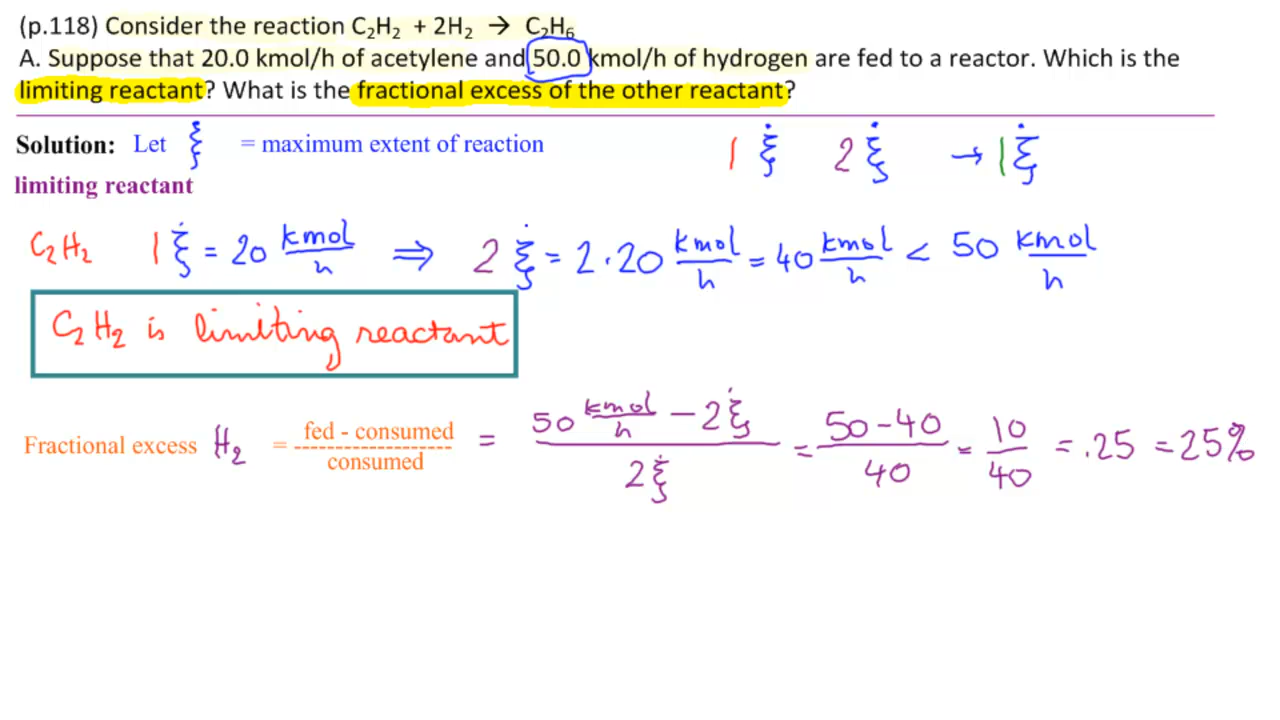 (p.118) Consider the reaction C₂H₂ + 2H₂ → C₂H₆
A. Suppose that 20.0 kmol/h of acetylene and 50.0 kmol/h of hydrogen are fed to a reactor. Which is the
limiting reactant? What is the fractional excess of the other reactant?
Solution: Let ξ = maximum extent of reaction
1 ξ̇ 2 ξ̇ → 1 ξ̇
limiting reactant
C₂H₂ 1 ξ̇ = 20 kmol/h ⇒ 2 ξ̇ = 2 · 20 kmol/h = 40 kmol/h < 50 kmol/h
C₂H₂ is limiting reactant
Fractional excess H₂ = fed - consumed / consumed = 50 kmol/h − 2ξ̇ / 2ξ̇ = 50 − 40 / 40 = 10 / 40 = .25 = 25%